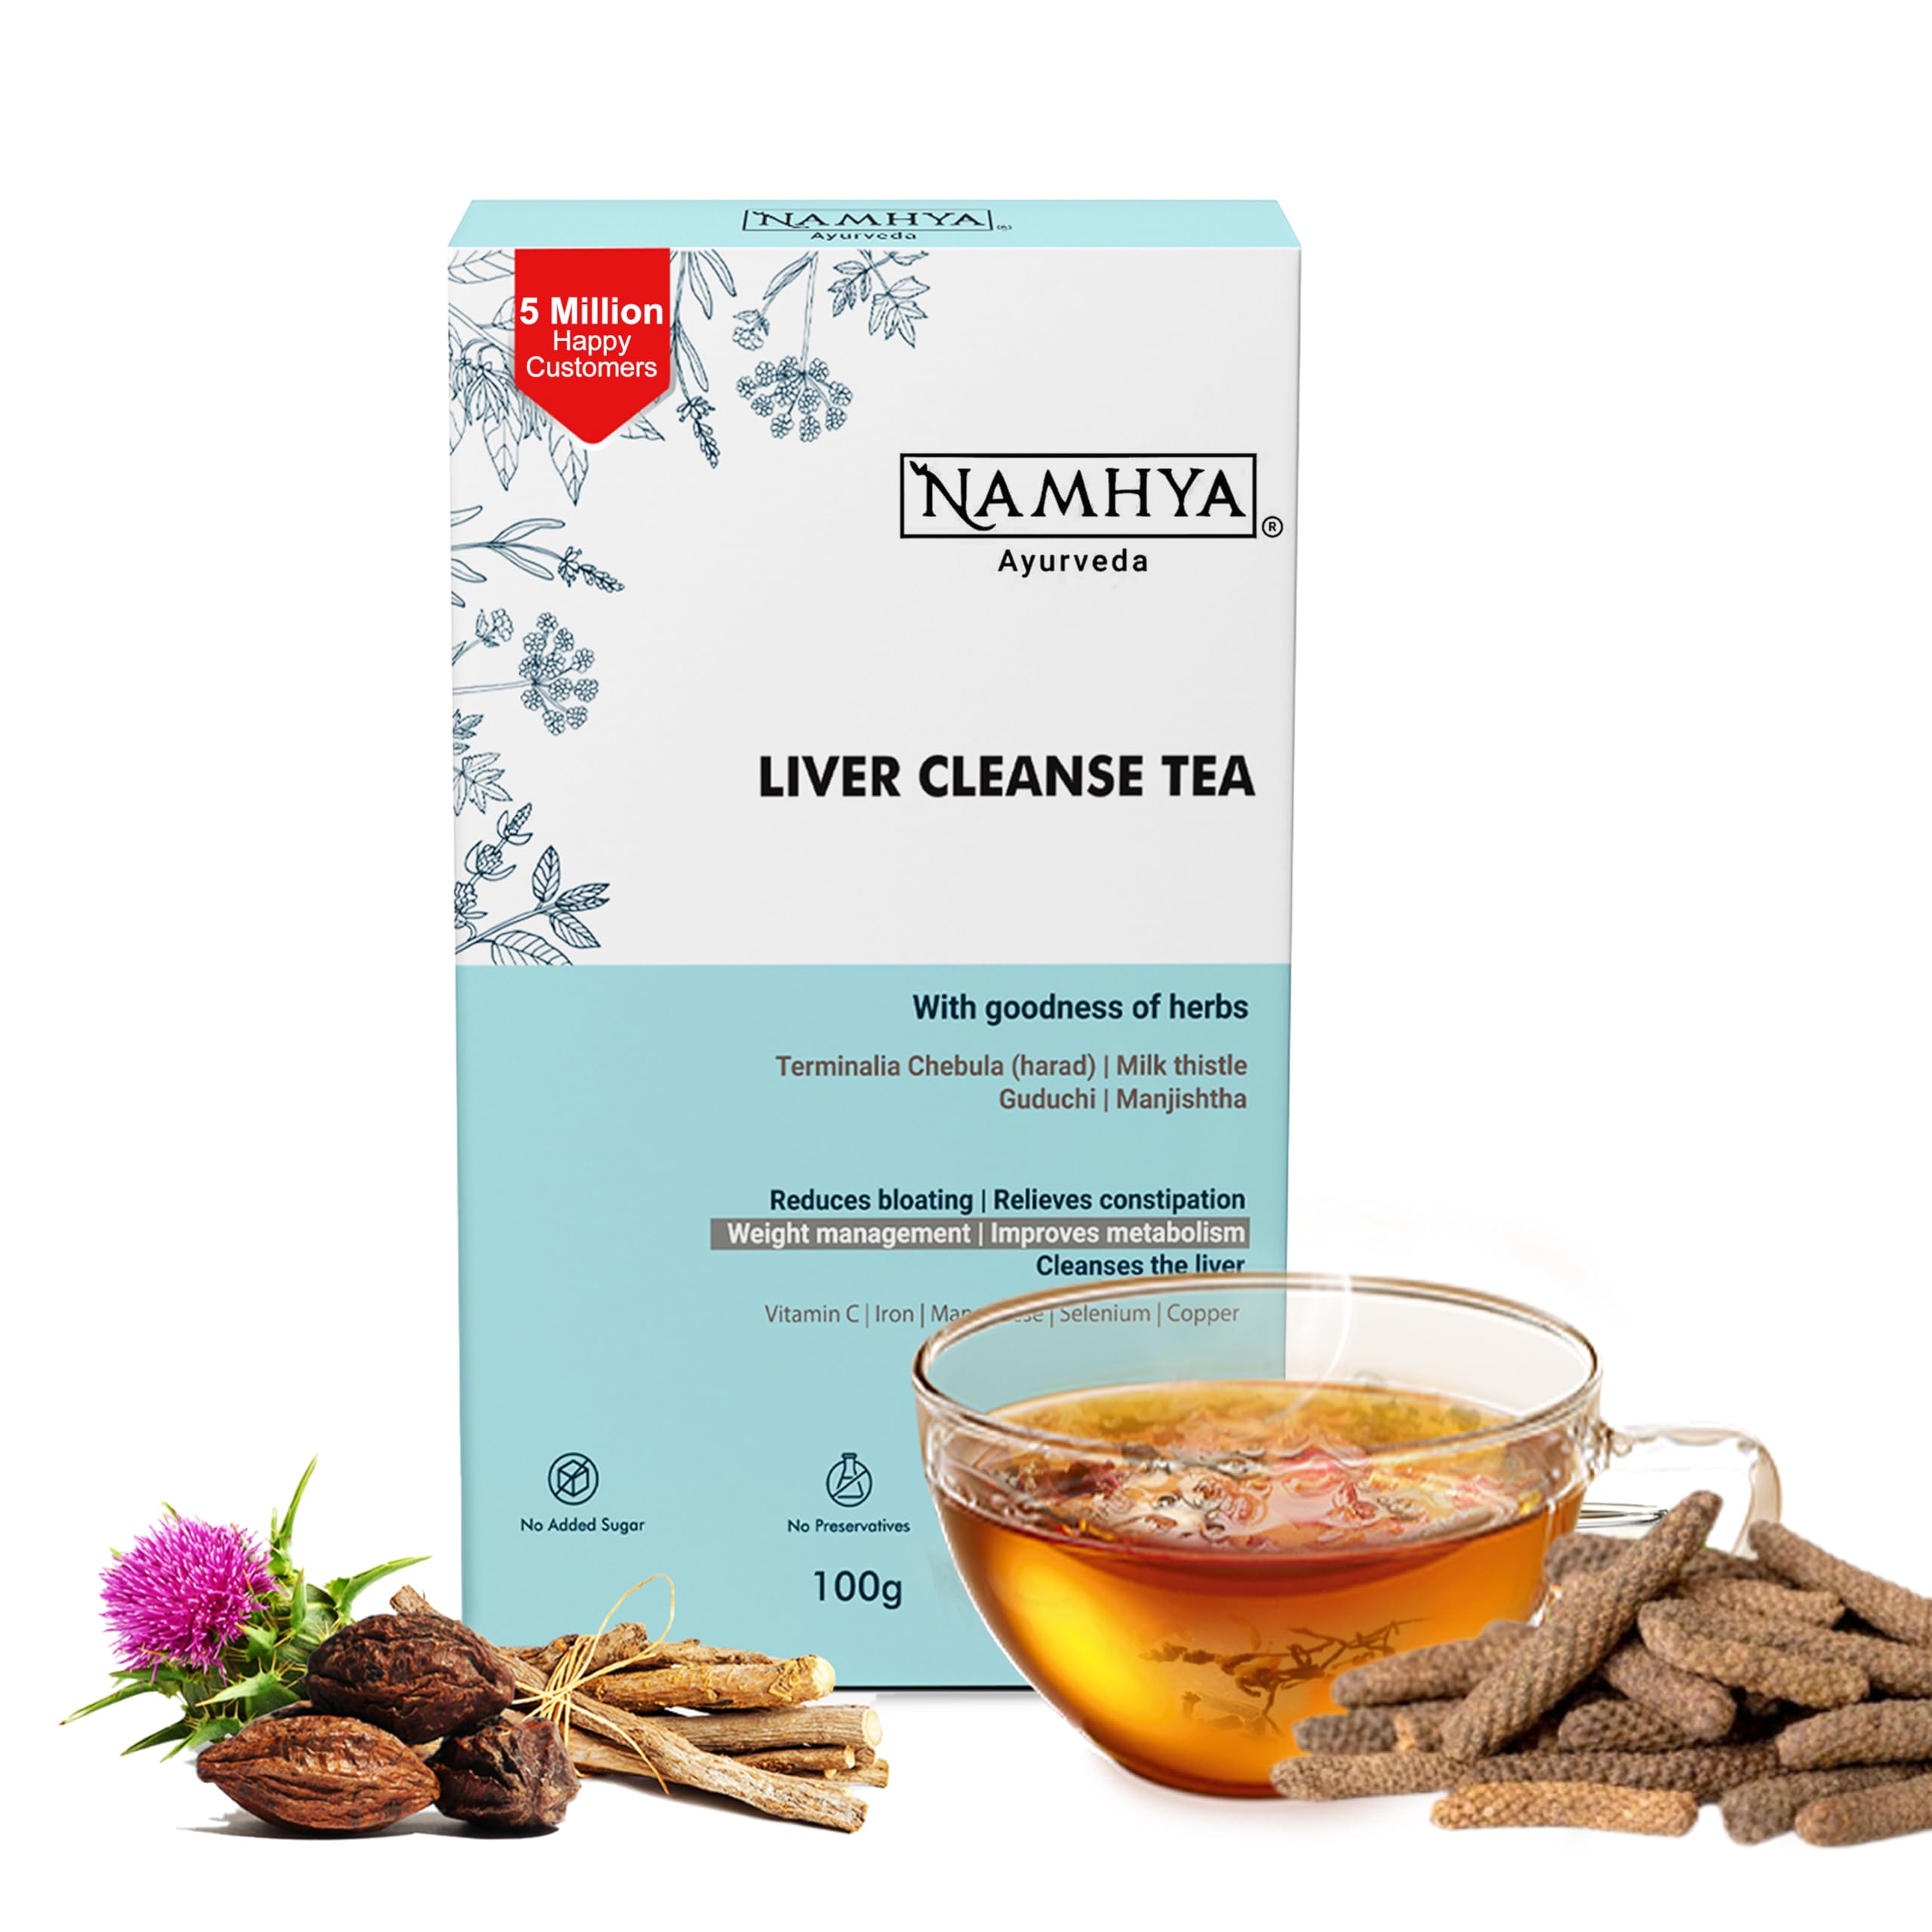 NAMHYA®
Ayurveda
5 Million
Happy
Customers
NAMHYA®
Ayurveda
LIVER CLEANSE TEA
With goodness of herbs
Terminalia Chebula (harad) | Milk thistle
Guduchi | Manjishtha
Reduces bloating | Relieves constipation
Weight management | Improves metabolism
Cleanses the liver
Vitamin C | Iron | | Selenium | Copper
No Added Sugar
No Preservatives
100g